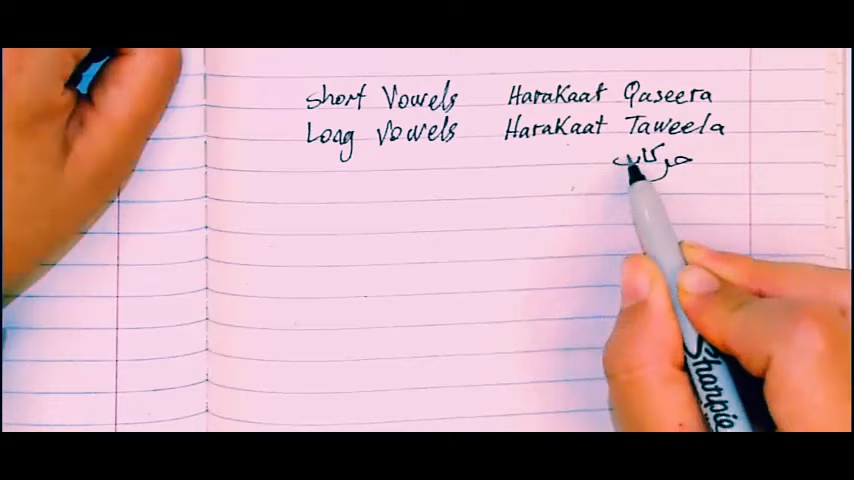 Short Vowels Harakaat Qaseera
Long Vowels Harakaat Taweela
حركات
Sharpie